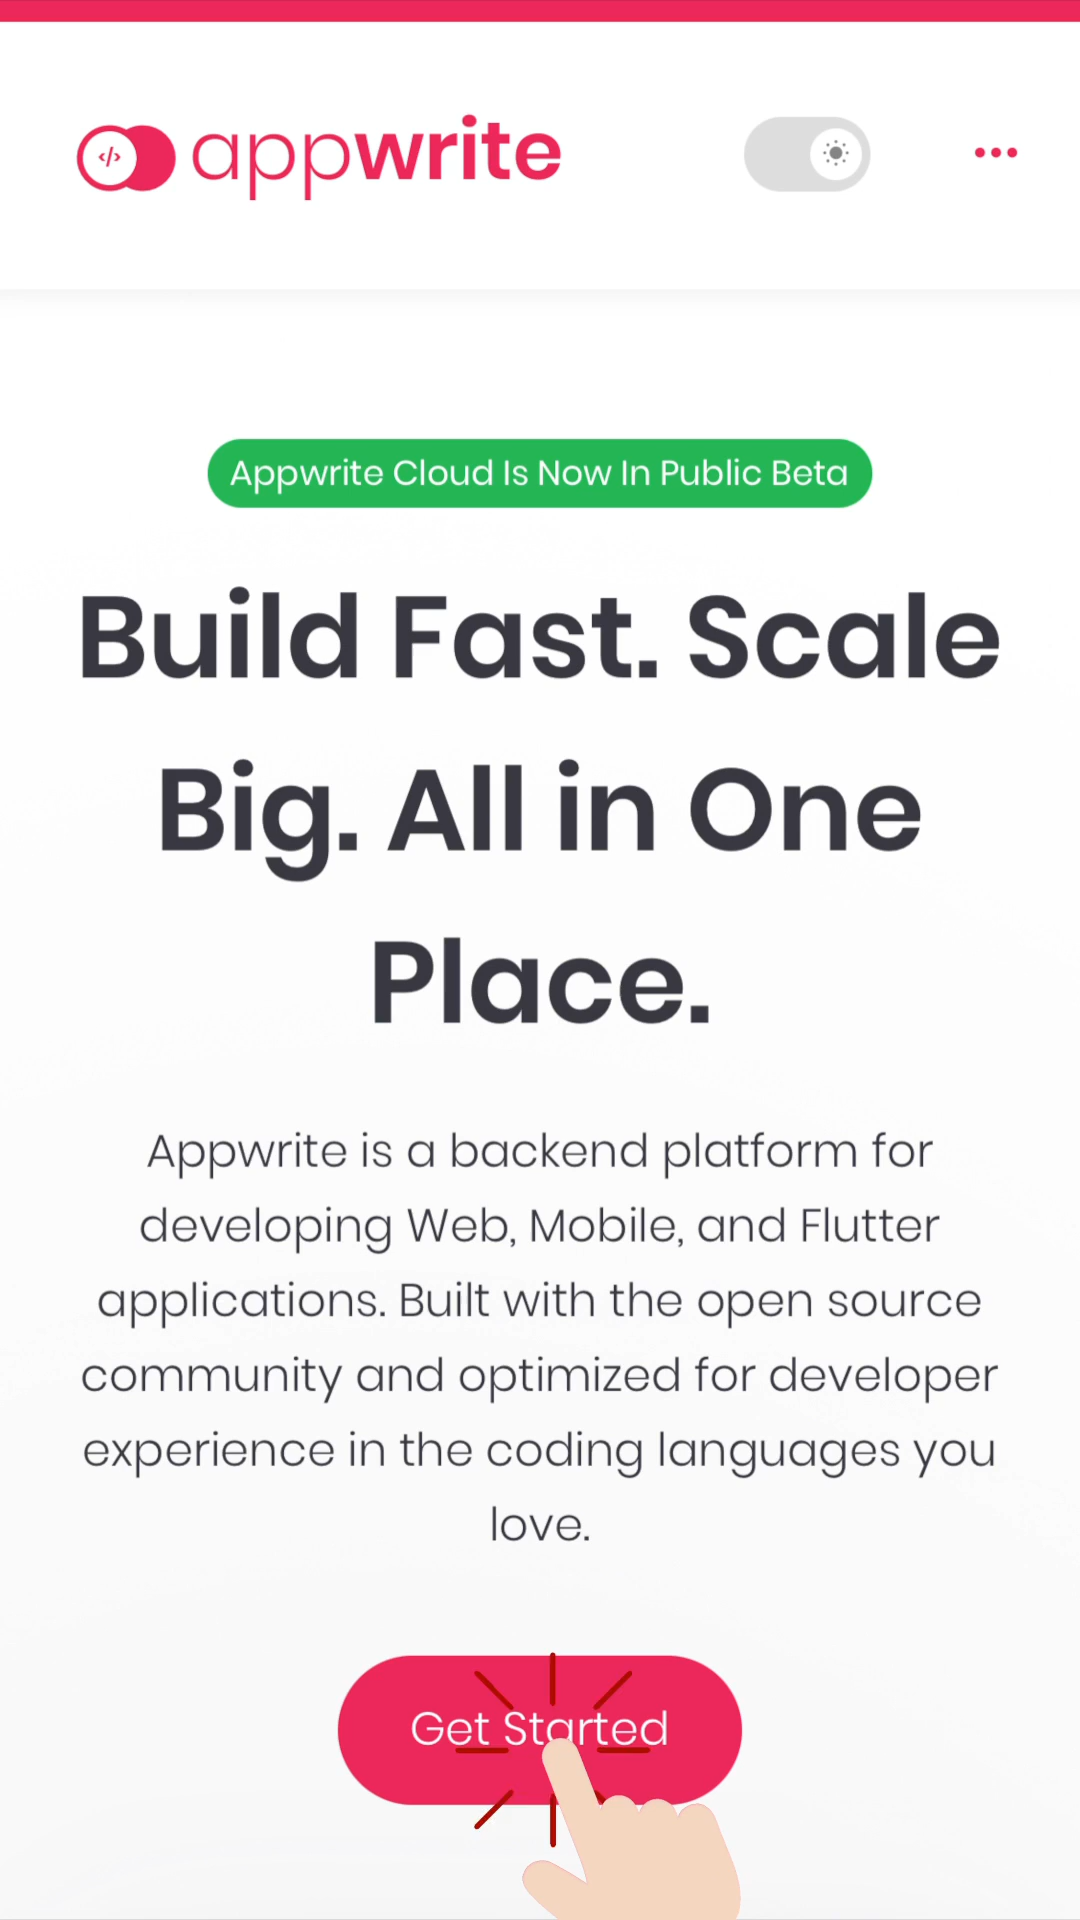 </>
appwrite
Appwrite Cloud Is Now In Public Beta
Build Fast. Scale
Big. All in One
Place.
Appwrite is a backend platform for
developing Web, Mobile, and Flutter
applications. Built with the open source
community and optimized for developer
experience in the coding languages you
love.
Get Started